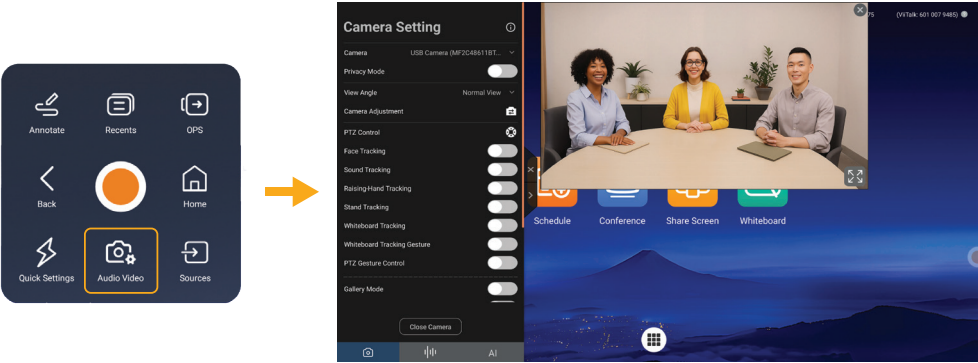 Annotate
Recents
OPS
Back
Home
Quick Settings
Audio Video
Sources
Camera Setting
Camera
USB Camera (MF2C48611BT...
Privacy Mode
View Angle
Normal View
Camera Adjustment
PTZ Control
Face Tracking
Sound Tracking
Raising-Hand Tracking
Stand Tracking
Whiteboard Tracking
Whiteboard Tracking Gesture
PTZ Gesture Control
Gallery Mode
Close Camera
AI
75
(ViiTalk: 601 007 9485)
Schedule
Conference
Share Screen
Whiteboard